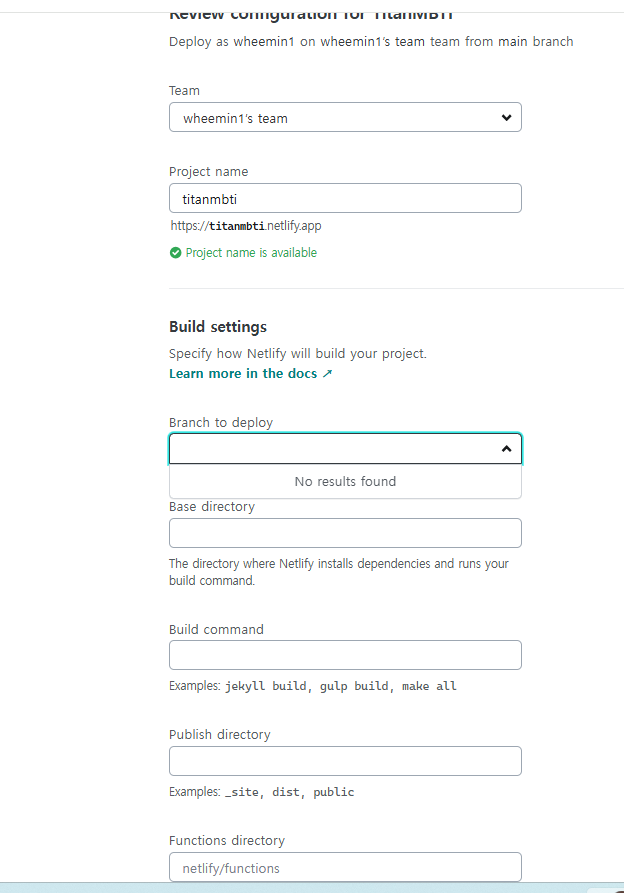 Review configuration for TitanMBTI
Deploy as wheemin1 on wheemin1's team team from main branch
Team
wheemin1's team
Project name
titanmbti
https://titanmbti.netlify.app
Project name is available
Build settings
Specify how Netlify will build your project.
Learn more in the docs ↗
Branch to deploy
No results found
Base directory
The directory where Netlify installs dependencies and runs your
build command.
Build command
Examples: jekyll build, gulp build, make all
Publish directory
Examples: _site, dist, public
Functions directory
netlify/functions